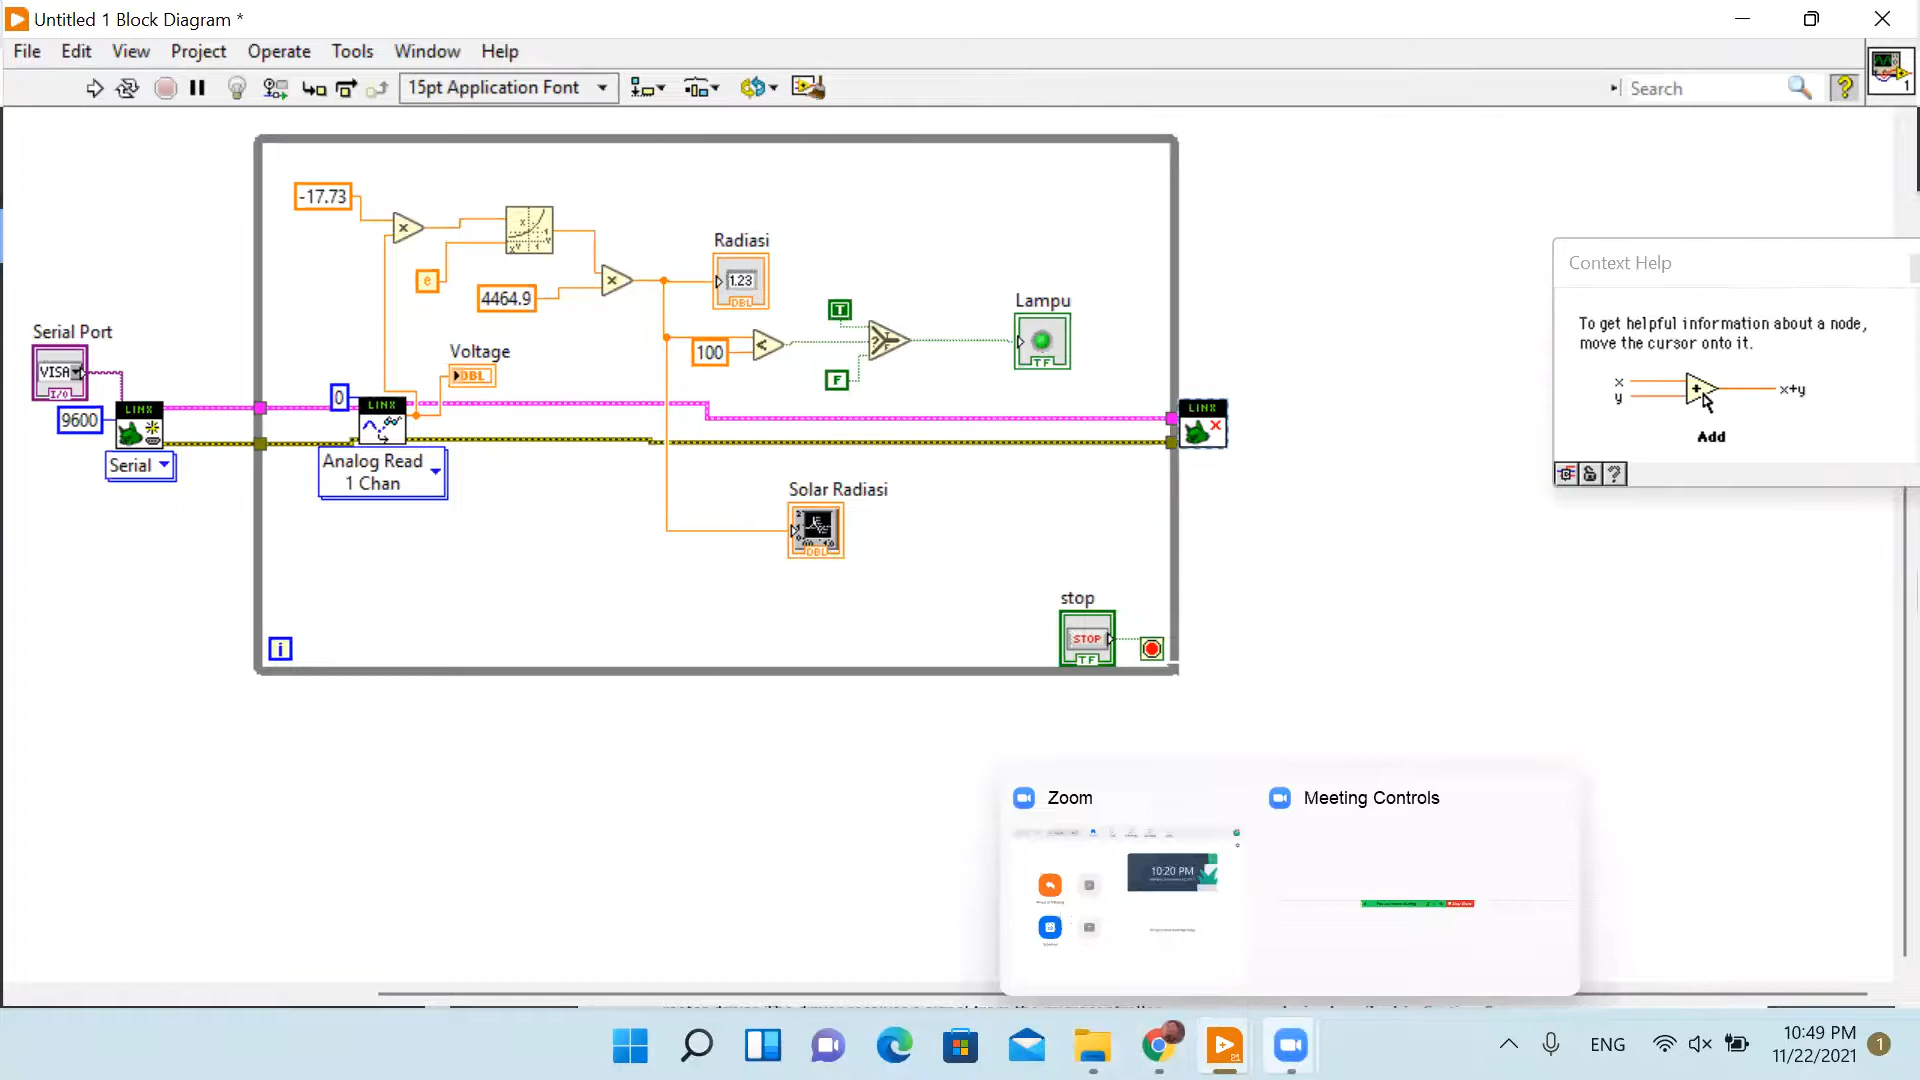 Untitled 1 Block Diagram *
File Edit View Project Operate Tools Window Help
15pt Application Font
Search
1
-17.73
e
4464.9
Radiasi
1.23
DBL
100
T
F
Lampu
TF
Voltage
DBL
Serial Port
VISA
I/O
9600
LINX
Serial
0
LINX
Analog Read
1 Chan
LINX
Solar Radiasi
DBL
stop
STOP
TF
i
Context Help
To get helpful information about a node,
move the cursor onto it.
x
y
x+y
Add
Zoom
Meeting Controls
10:20 PM
ENG
10:49 PM
11/22/2021
1